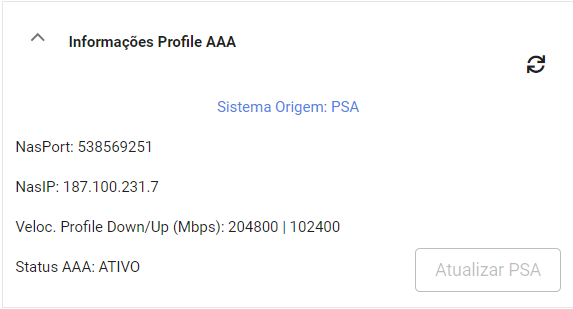 Informações Profile AAA
Sistema Origem: PSA
NasPort: 538569251
NasIP: 187.100.231.7
Veloc. Profile Down/Up (Mbps): 204800 | 102400
Status AAA: ATIVO
Atualizar PSA